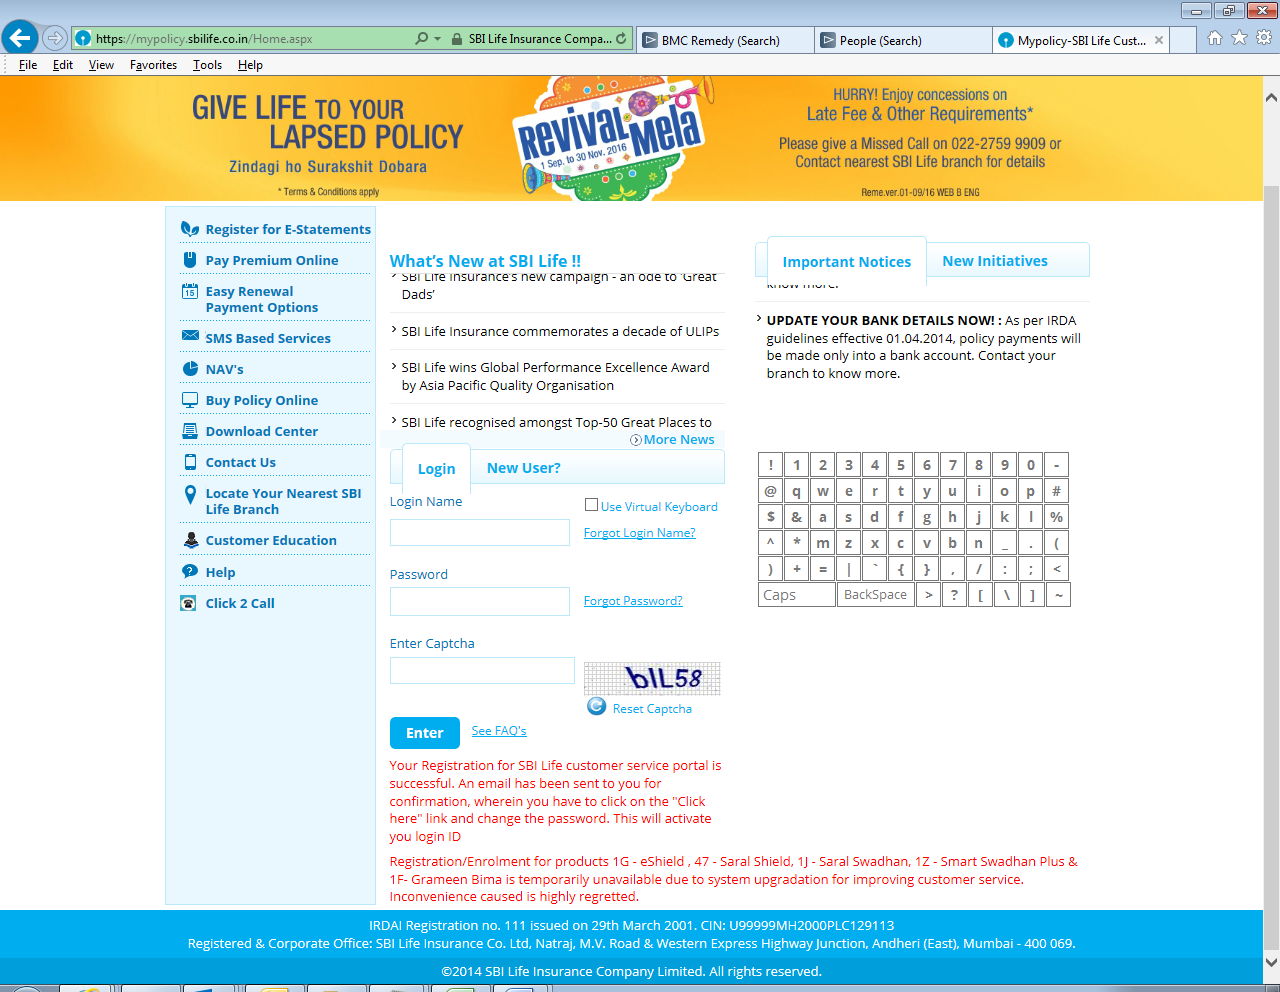 https://mypolicy.sbilife.co.in/Home.aspx
SBI Life Insurance Compa...
BMC Remedy (Search)
People (Search)
Mypolicy-SBI Life Cust...
File Edit View Favorites Tools Help
GIVE LIFE TO YOUR
LAPSED POLICY
Zindagi ho Surakshit Dobara
* Terms & Conditions apply
Revival Mela
1 Sep. to 30 Nov. 2016
HURRY! Enjoy concessions on
Late Fee & Other Requirements*
Please give a Missed Call on 022-2759 9909 or
Contact nearest SBI Life branch for details
Reme.ver.01-09/16 WEB B ENG
Register for E-Statements
Pay Premium Online
15
Easy Renewal
Payment Options
SMS Based Services
NAV's
Buy Policy Online
Download Center
Contact Us
Locate Your Nearest SBI
Life Branch
Customer Education
Help
Click 2 Call
What's New at SBI Life !!
SBI Life Insurance's new campaign - an ode to 'Great
Dads'
SBI Life Insurance commemorates a decade of ULIPs
SBI Life wins Global Performance Excellence Award
by Asia Pacific Quality Organisation
SBI Life recognised amongst Top-50 Great Places to
More News
Important Notices
New Initiatives
know more.
UPDATE YOUR BANK DETAILS NOW! : As per IRDA
guidelines effective 01.04.2014, policy payments will
be made only into a bank account. Contact your
branch to know more.
Login
New User?
Login Name
Use Virtual Keyboard
Forgot Login Name?
Password
Forgot Password?
Enter Captcha
bIL58
Reset Captcha
Enter
See FAQ's
! 1 2 3 4 5 6 7 8 9 0 -
@ q w e r t y u i o p #
$ & a s d f g h j k l %
^ * m z x c v b n _ . (
) + = | ` { } , / : ; <
Caps BackSpace > ? [ \ ] ~
Your Registration for SBI Life customer service portal is
successful. An email has been sent to you for
confirmation, wherein you have to click on the "Click
here" link and change the password. This will activate
you login ID
Registration/Enrolment for products 1G - eShield , 47 - Saral Shield, 1J - Saral Swadhan, 1Z - Smart Swadhan Plus &
1F- Grameen Bima is temporarily unavailable due to system upgradation for improving customer service.
Inconvenience caused is highly regretted.
IRDAI Registration no. 111 issued on 29th March 2001. CIN: U99999MH2000PLC129113
Registered & Corporate Office: SBI Life Insurance Co. Ltd, Natraj, M.V. Road & Western Express Highway Junction, Andheri (East), Mumbai - 400 069.
©2014 SBI Life Insurance Company Limited. All rights reserved.